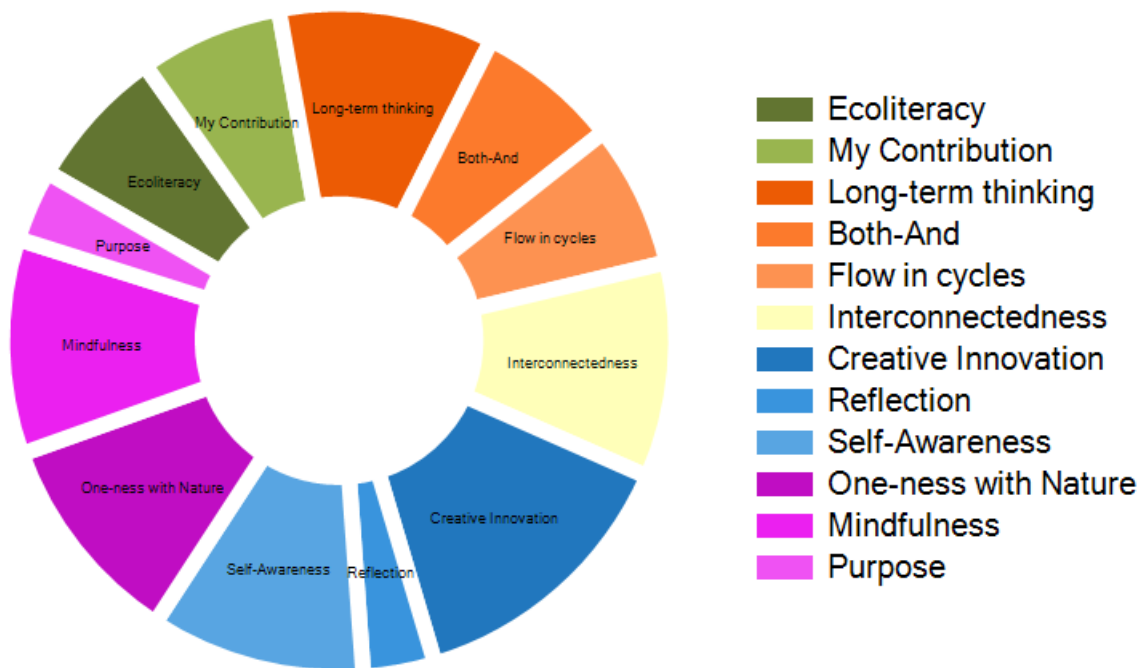 Long-term thinking
My Contribution
Both-And
Ecoliteracy
Flow in cycles
Purpose
Mindfulness
Interconnectedness
One-ness with Nature
Creative Innovation
Self-Awareness
Reflection
Ecoliteracy
My Contribution
Long-term thinking
Both-And
Flow in cycles
Interconnectedness
Creative Innovation
Reflection
Self-Awareness
One-ness with Nature
Mindfulness
Purpose